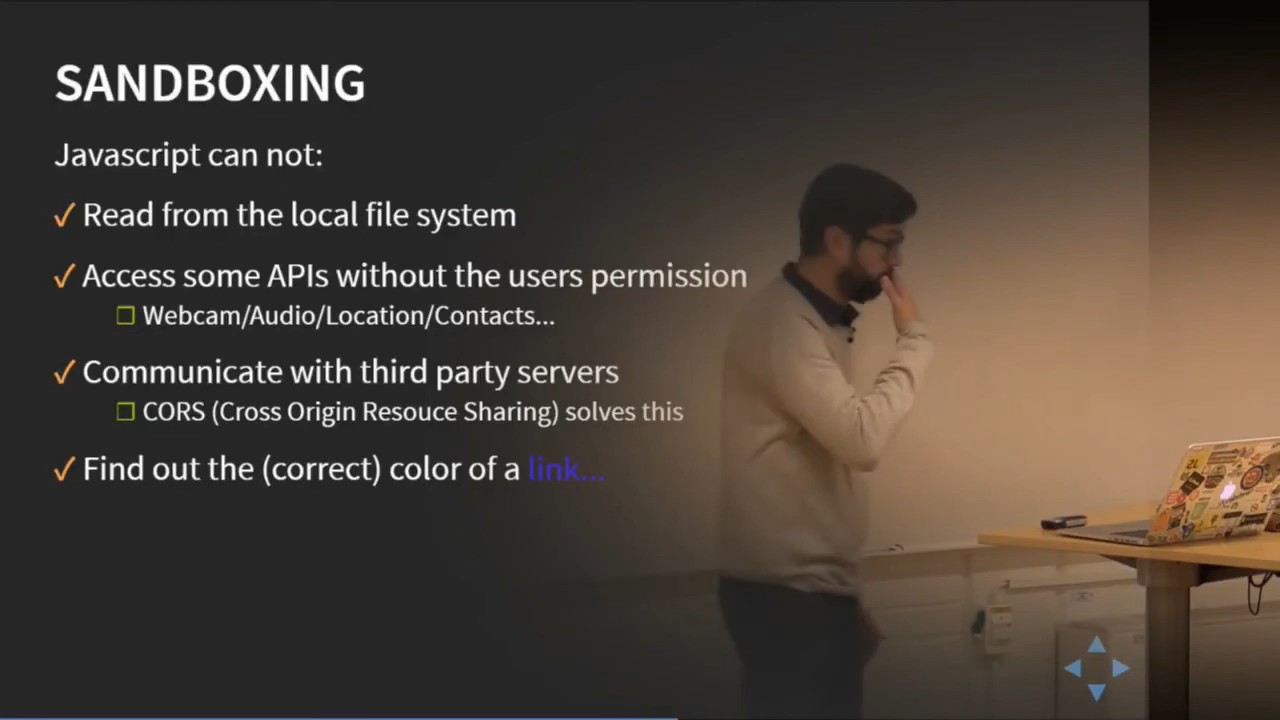 SANDBOXING
Javascript can not:
Read from the local file system
Access some APIs without the users permission
Webcam/Audio/Location/Contacts...
Communicate with third party servers
CORS (Cross Origin Resouce Sharing) solves this
Find out the (correct) color of a link...